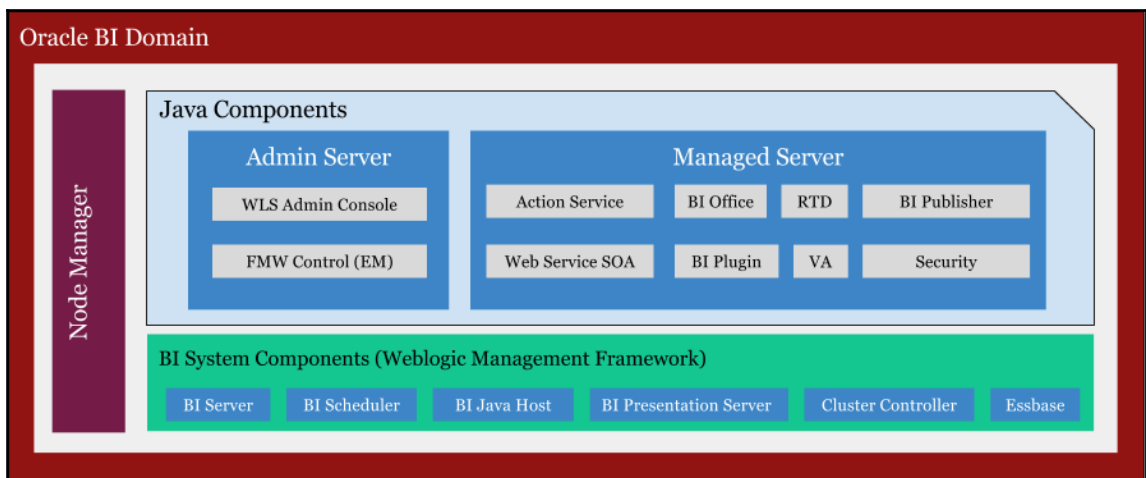 Oracle BI Domain
Node Manager
Java Components
Admin Server
WLS Admin Console
FMW Control (EM)
Managed Server
Action Service
BI Office
RTD
BI Publisher
Web Service SOA
BI Plugin
VA
Security
BI System Components (Weblogic Management Framework)
BI Server
BI Scheduler
BI Java Host
BI Presentation Server
Cluster Controller
Essbase